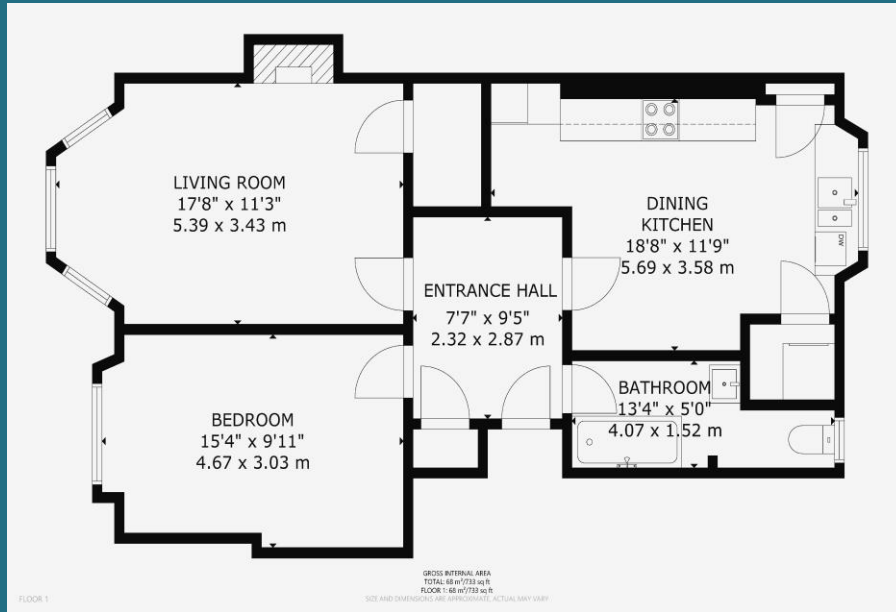 LIVING ROOM
17'8" x 11'3"
5.39 x 3.43 m
DINING
KITCHEN
18'8" x 11'9"
5.69 x 3.58 m
DW
ENTRANCE HALL
7'7" x 9'5"
2.32 x 2.87 m
BATHROOM
13'4" x 5'0"
4.07 x 1.52 m
BEDROOM
15'4" x 9'11"
4.67 x 3.03 m
GROSS INTERNAL AREA
TOTAL: 68 m²/733 sq ft
FLOOR 1: 68 m²/733 sq ft
FLOOR 1
SIZE AND DIMENSIONS ARE APPROXIMATE, ACTUAL MAY VARY